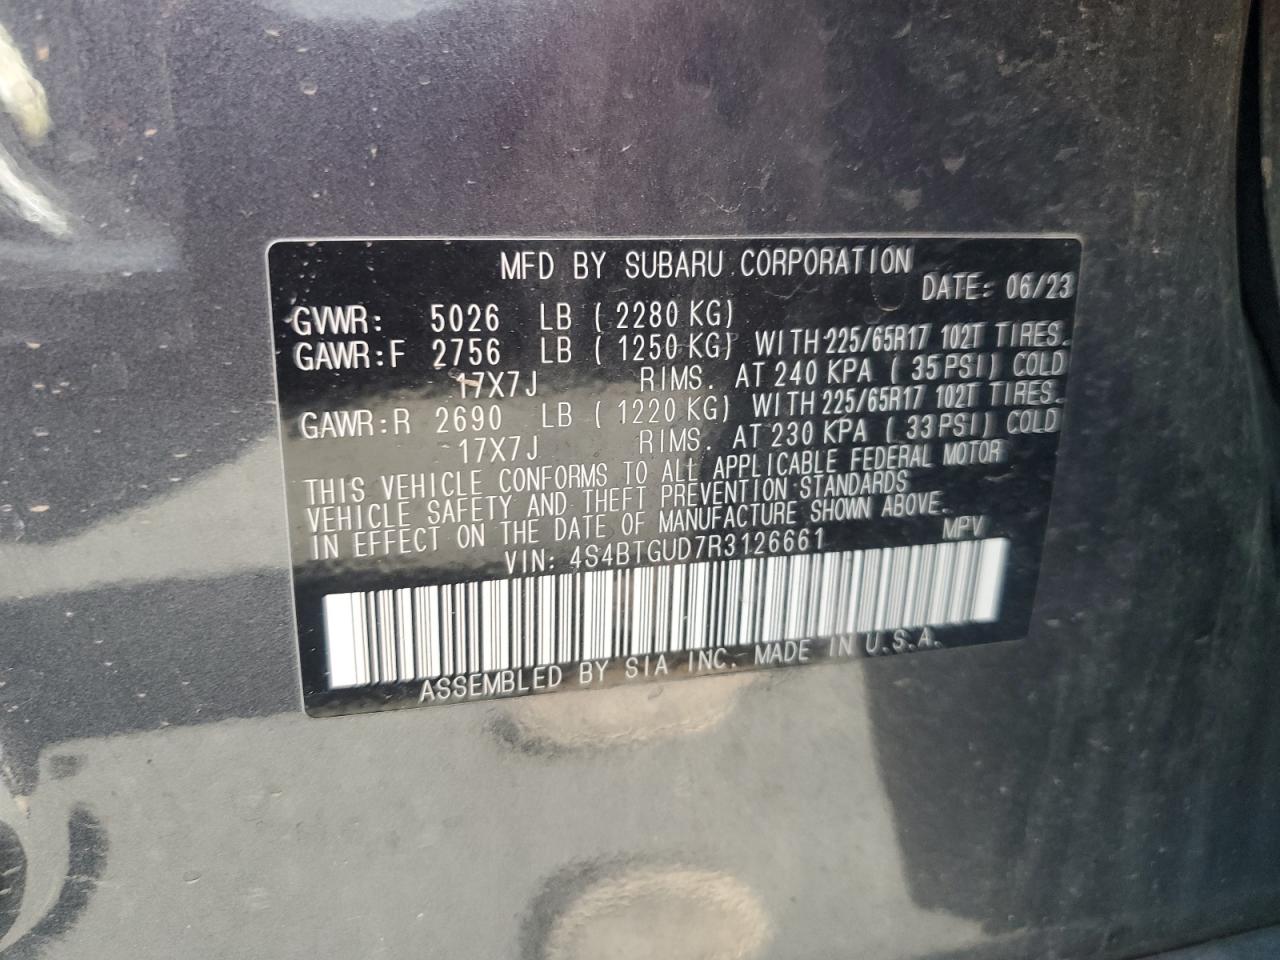 MFD BY SUBARU CORPORATION
DATE: 06/23
GVWR: 5026 LB ( 2280 KG)
GAWR:F 2756 LB ( 1250 KG) WITH 225/65R17 102T TIRES.
17X7J RIMS. AT 240 KPA ( 35 PSI) COLD
GAWR:R 2690 LB ( 1220 KG) WITH 225/65R17 102T TIRES.
17X7J RIMS. AT 230 KPA ( 33 PSI) COLD
THIS VEHICLE CONFORMS TO ALL APPLICABLE FEDERAL MOTOR
VEHICLE SAFETY AND THEFT PREVENTION STANDARDS
IN EFFECT ON THE DATE OF MANUFACTURE SHOWN ABOVE.
VIN: 4S4BTGUD7R3126661 MPV
ASSEMBLED BY SIA INC. MADE IN U.S.A.